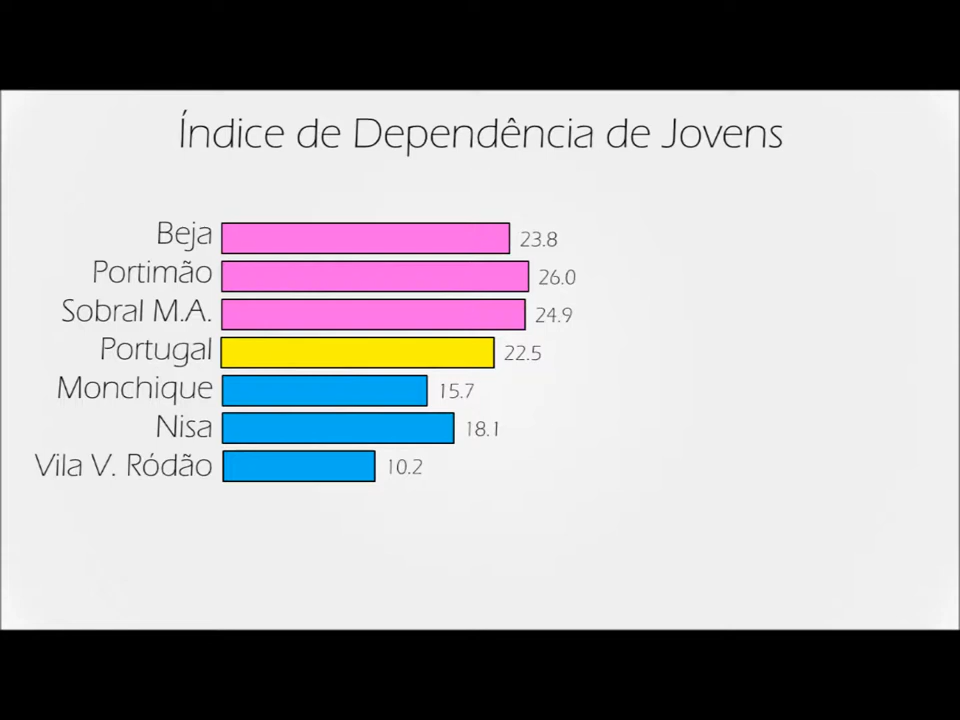 Índice de Dependência de Jovens
Beja 23.8
Portimão 26.0
Sobral M.A. 24.9
Portugal 22.5
Monchique 15.7
Nisa 18.1
Vila V. Ródão 10.2